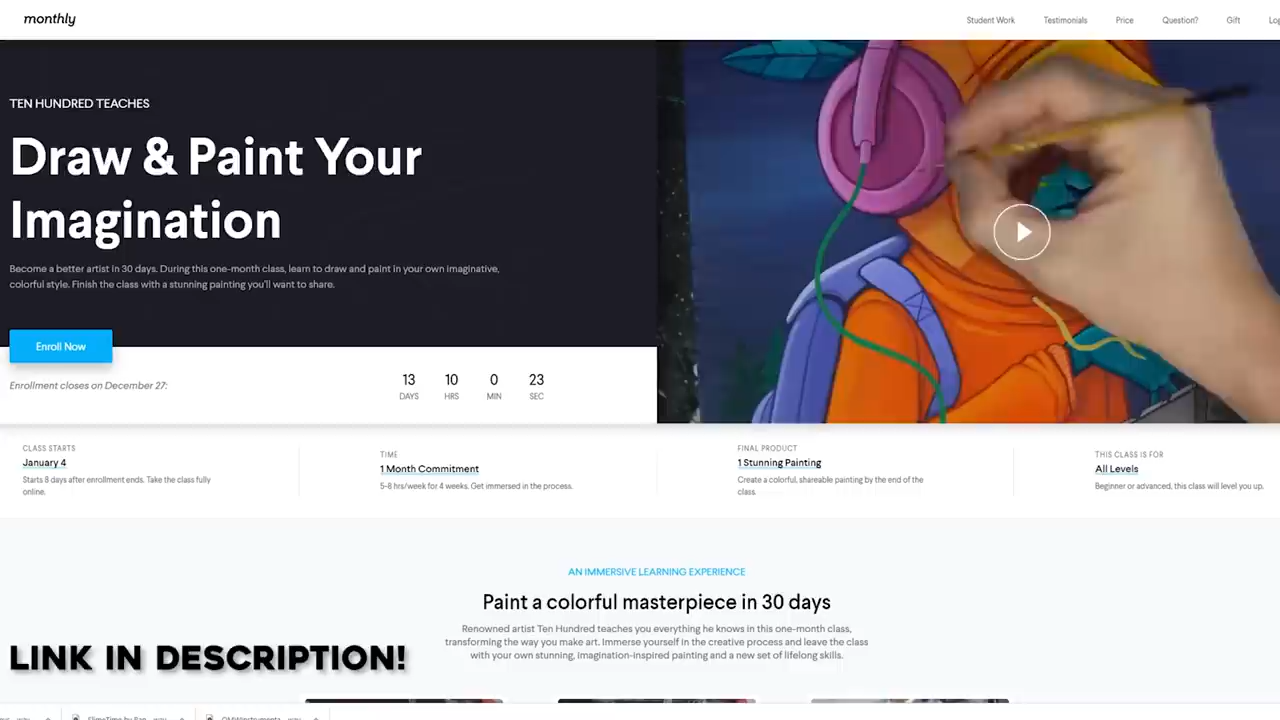 monthly
Student Work
Testimonials
Price
Question?
Gift
TEN HUNDRED TEACHES
Draw & Paint Your
Imagination
Become a better artist in 30 days. During this one-month class, learn to draw and paint in your own imaginative,
colorful style. Finish the class with a stunning painting you'll want to share.
Enroll Now
Enrollment closes on December 27:
13 10 0 23
DAYS HRS MIN SEC
CLASS STARTS
January 4
Starts 8 days after enrollment ends. Take the class fully
online.
TIME
1 Month Commitment
5-8 hrs/week for 4 weeks. Get immersed in the process.
FINAL PRODUCT
1 Stunning Painting
Create a colorful, shareable painting by the end of the
class.
THIS CLASS IS FOR
All Levels
Beginner or advanced, this class will level you up.
AN IMMERSIVE LEARNING EXPERIENCE
Paint a colorful masterpiece in 30 days
Renowned artist Ten Hundred teaches you everything he knows in this one-month class,
transforming the way you make art. Immerse yourself in the creative process and leave the class
with your own stunning, imagination-inspired painting and a new set of lifelong skills.
LINK IN DESCRIPTION!